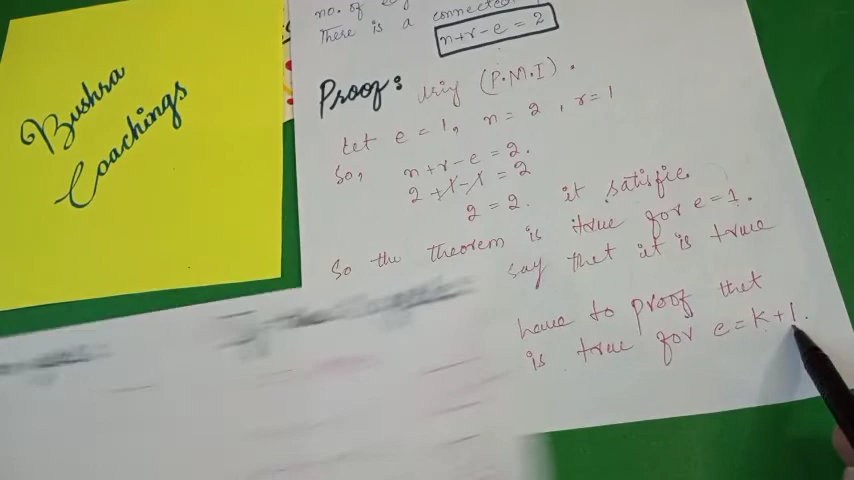 Bushra
Coachings
no. of
There is a connected
n+r-e=2
Proof: using (P.M.I).
Let e=1, n=2, r=1
So, n+r-e=2.
2+1-1=2
2=2. it satisfie.
So the theorem is true for e=1.
say that it is true
have to proof that
is true for e=k+1.